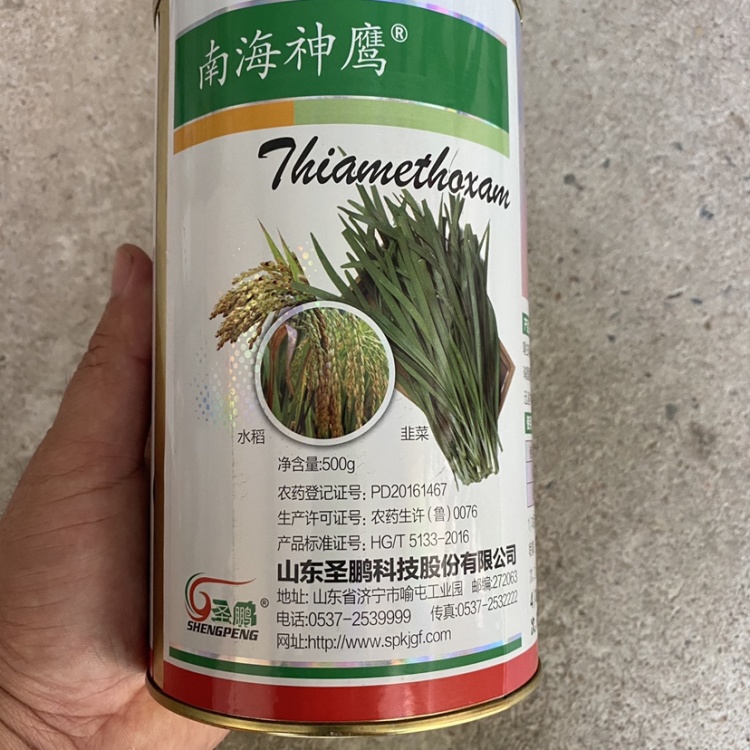 南海神鹰®
Thiamethoxam
水稻
韭菜
净含量:500g
农药登记证号: PD20161467
生产许可证号: 农药生许(鲁)0076
产品标准证号: HG/T 5133-2016
山东圣鹏科技股份有限公司
地址: 山东省济宁市喻屯工业园 邮编:272063
电话:0537-2539999 传真:0537-2532222
网址:http://www.spkjgf.com
圣鹏®
SHENGPENG